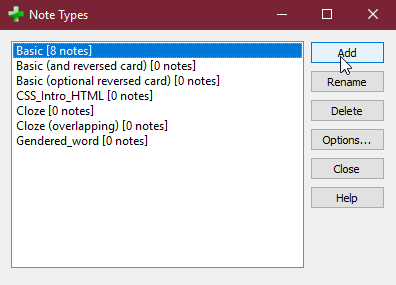 Note Types
Basic [8 notes]
Basic (and reversed card) [0 notes]
Basic (optional reversed card) [0 notes]
CSS_Intro_HTML [0 notes]
Cloze [0 notes]
Cloze (overlapping) [0 notes]
Gendered_word [0 notes]
Add
Rename
Delete
Options...
Close
Help